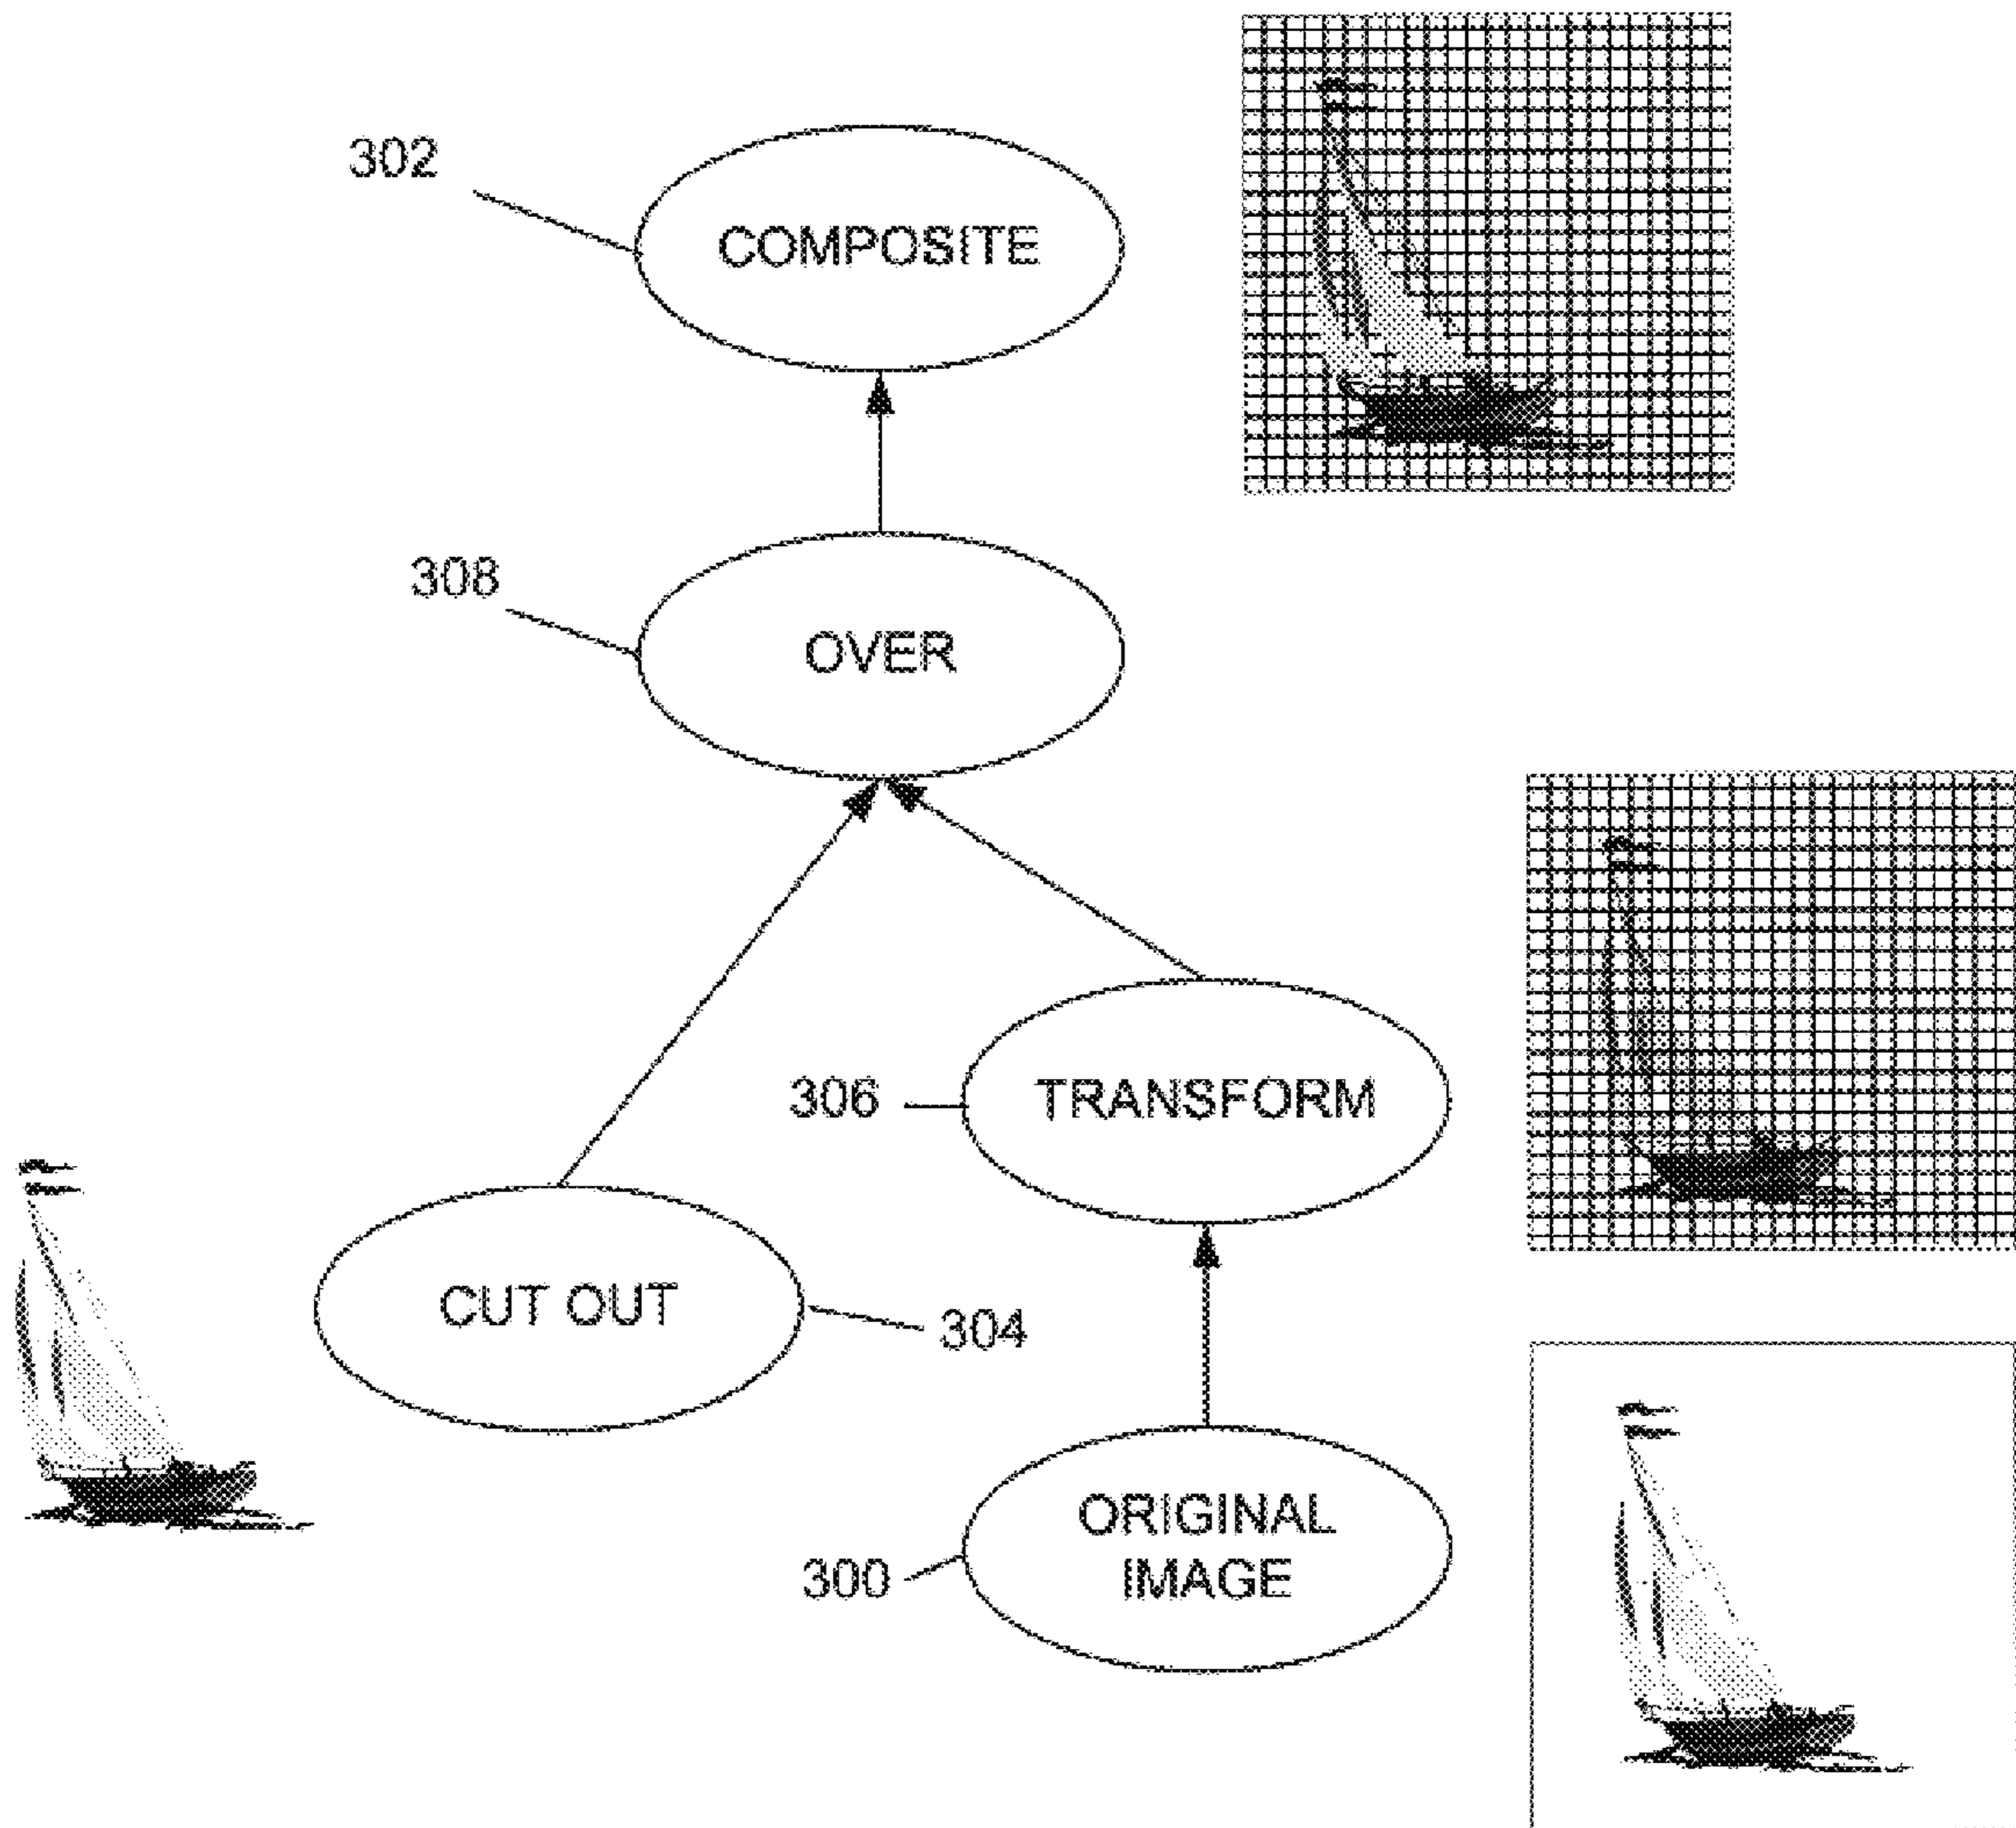 302
COMPOSITE
308
OVER
306
TRANSFORM
CUT OUT
304
300
ORIGINAL
IMAGE